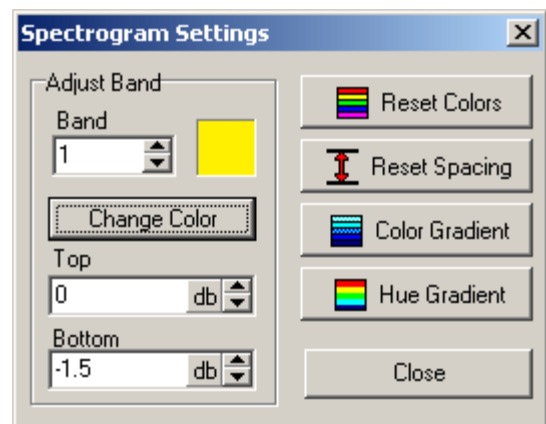 Spectrogram Settings
Adjust Band
Band
1
Change Color
Top
0 db
Bottom
-1.5 db
Reset Colors
Reset Spacing
Color Gradient
Hue Gradient
Close